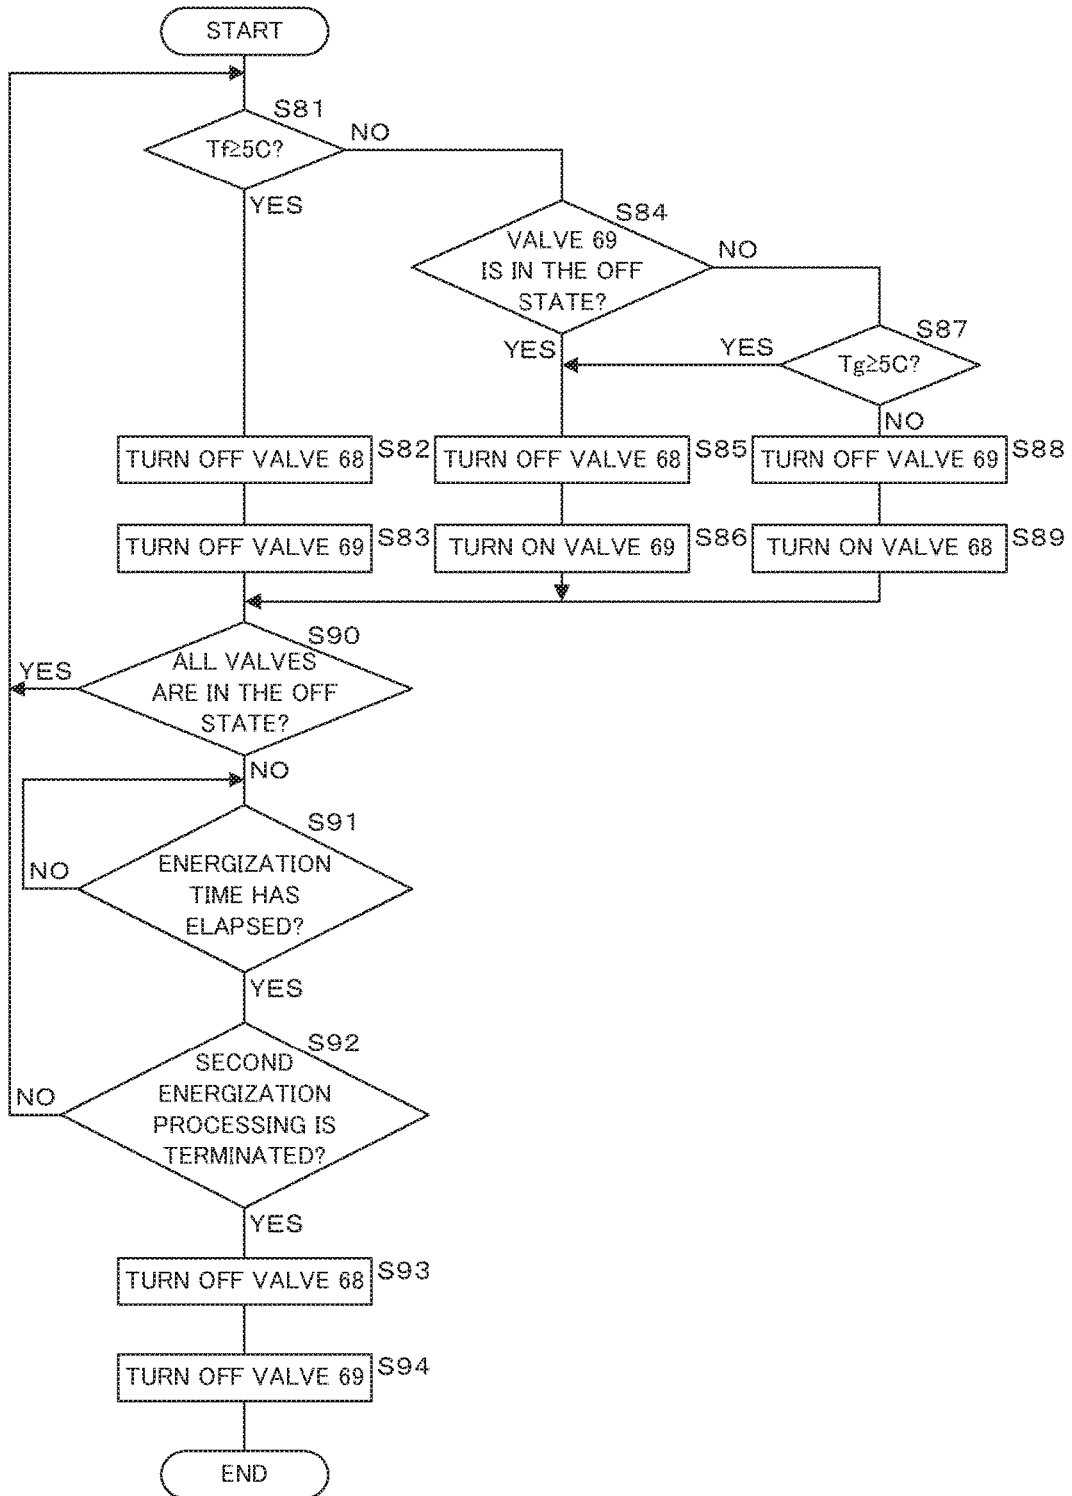 START
S81
Tf≥5C?
NO
YES
S84
VALVE 69
IS IN THE OFF
STATE?
NO
YES
S87
Tg≥5C?
YES
NO
TURN OFF VALVE 68
S82
TURN OFF VALVE 68
S85
TURN OFF VALVE 69
S88
TURN OFF VALVE 69
S83
TURN ON VALVE 69
S86
TURN ON VALVE 68
S89
S90
ALL VALVES
ARE IN THE OFF
STATE?
YES
NO
S91
ENERGIZATION
TIME HAS
ELAPSED?
NO
YES
S92
SECOND
ENERGIZATION
PROCESSING IS
TERMINATED?
NO
YES
TURN OFF VALVE 68
S93
TURN OFF VALVE 69
S94
END